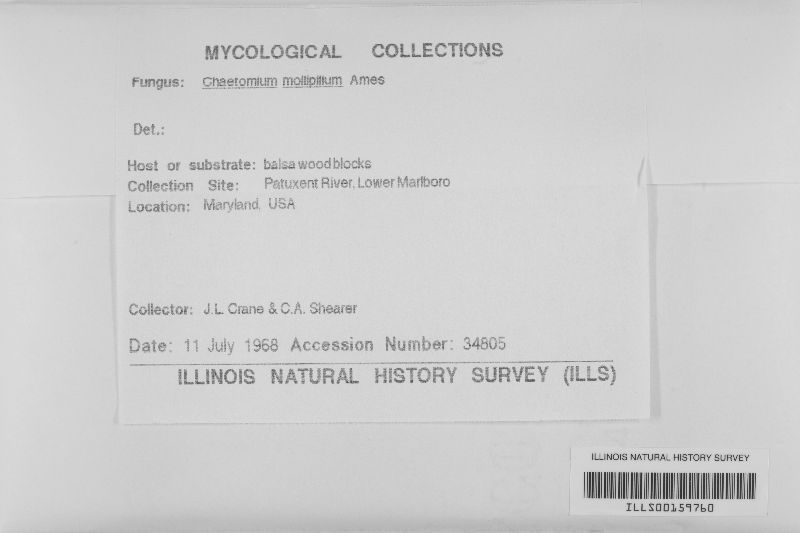 MYCOLOGICAL COLLECTIONS
Fungus: Chaetomium mollipilium Ames
Det.:
Host or substrate: balsa wood blocks
Collection Site: Patuxent River, Lower Marlboro
Location: Maryland, USA
Collector: J.L. Crane & C.A. Shearer
Date: 11 July 1968 Accession Number: 34805
ILLINOIS NATURAL HISTORY SURVEY (ILLS)
ILLINOIS NATURAL HISTORY SURVEY
ILLS00159760